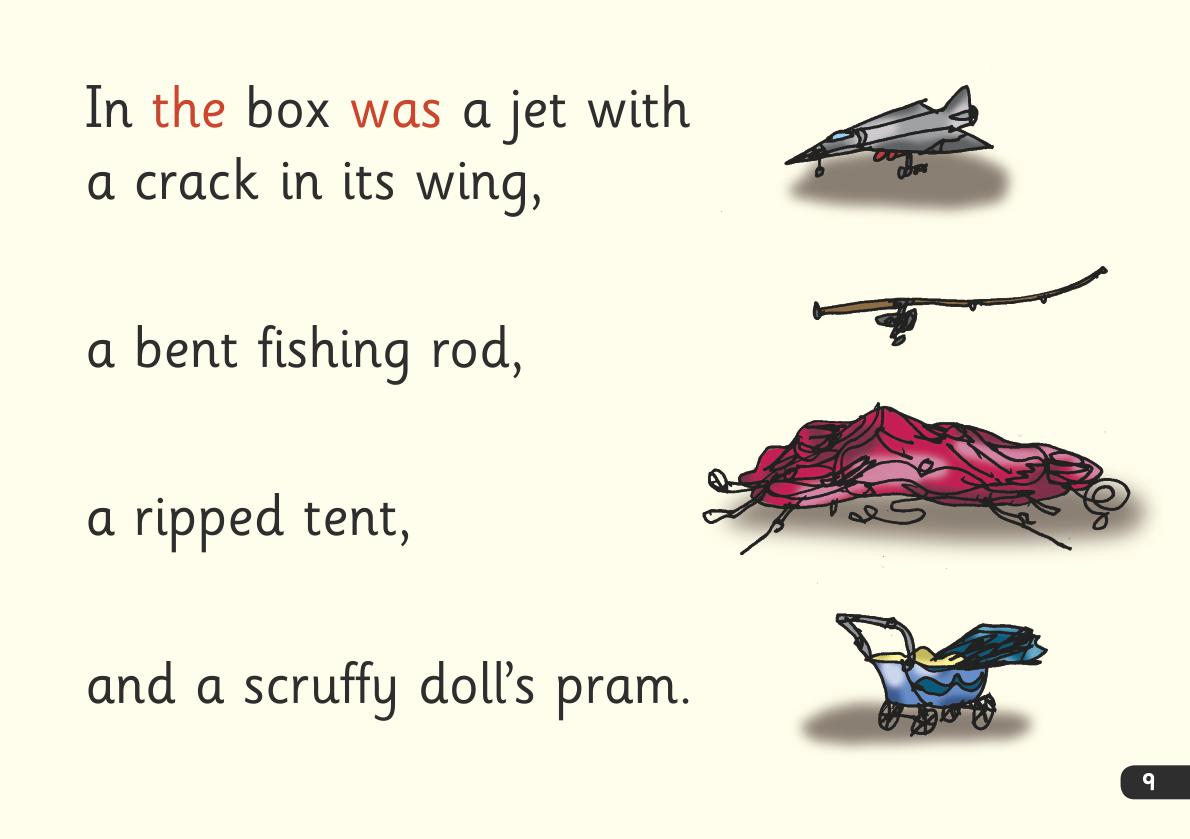 In the box was a jet with
a crack in its wing,
a bent fishing rod,
a ripped tent,
and a scruffy doll’s pram.
9